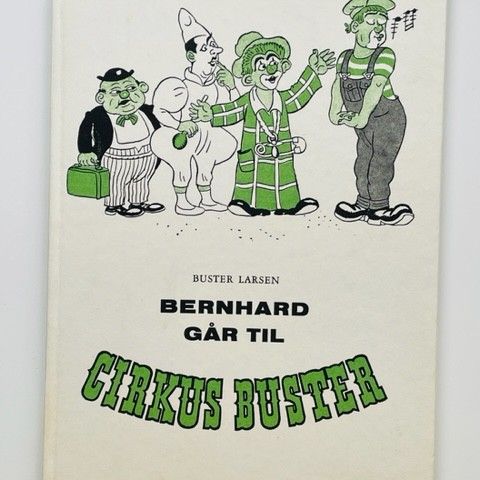 BUSTER LARSEN
BERNHARD
GÅR TIL
CIRKUS BUSTER